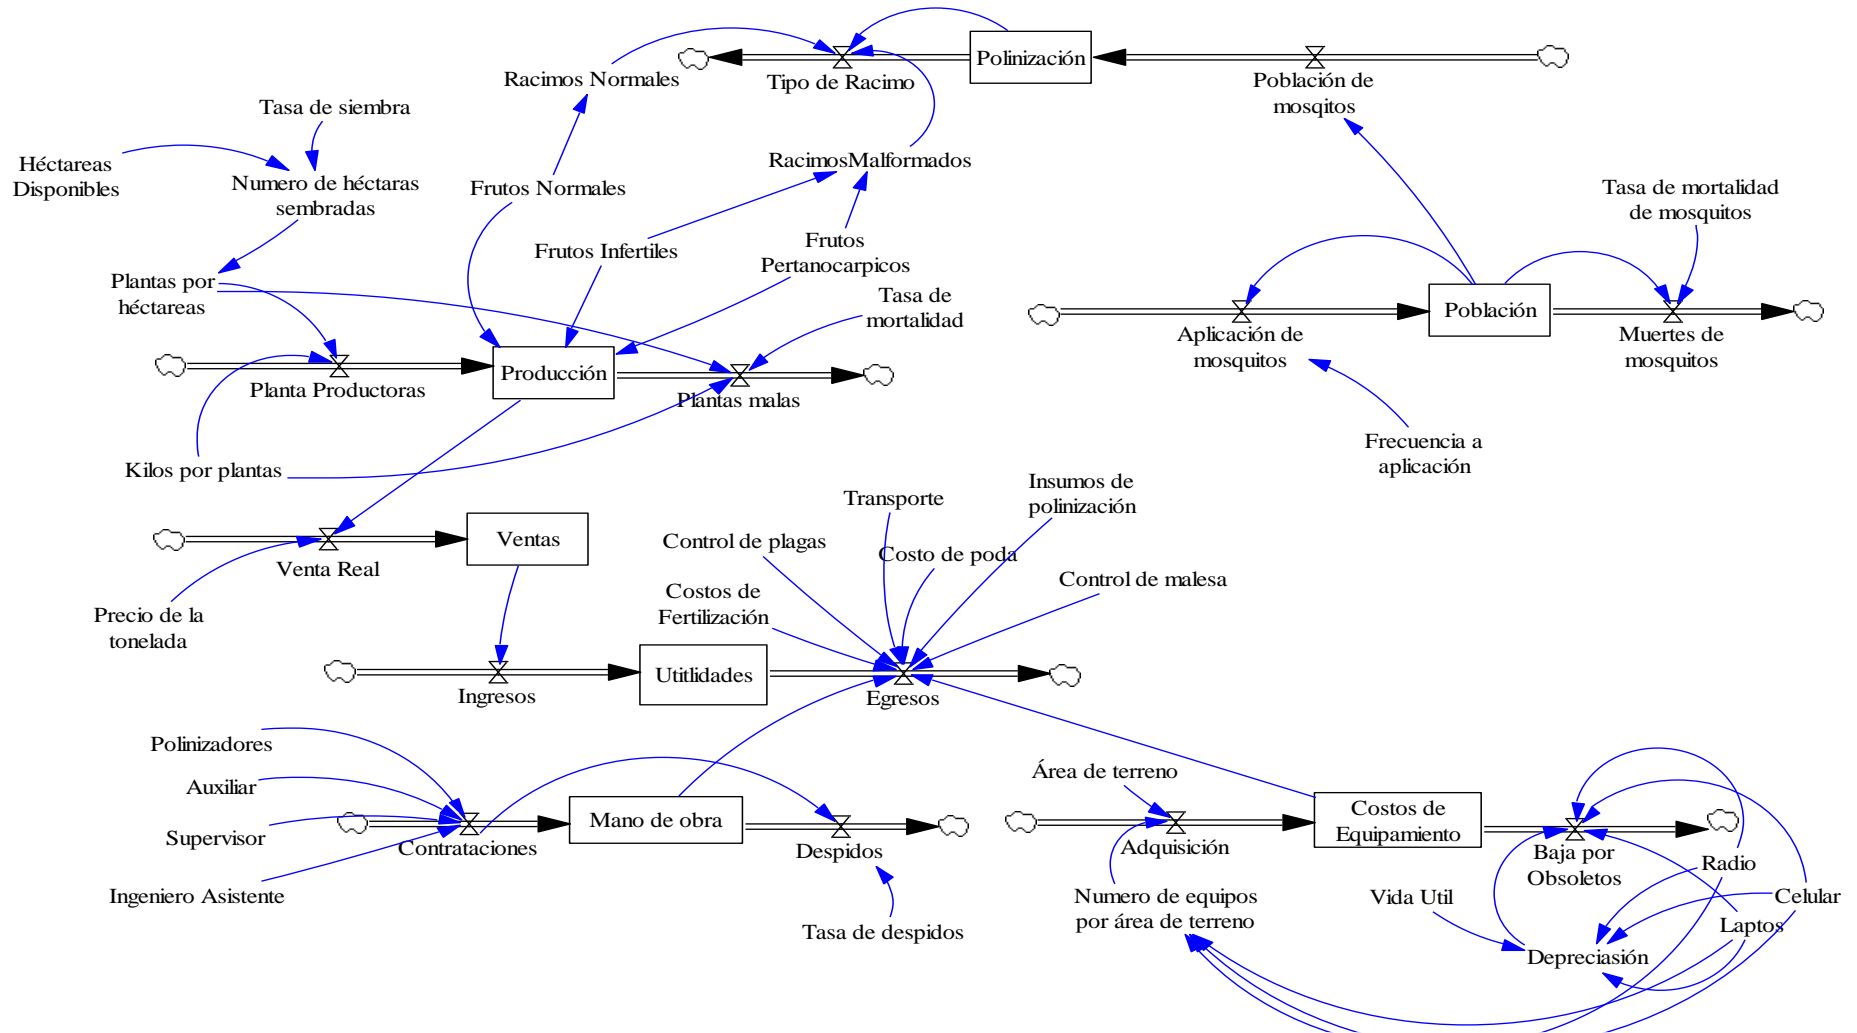 Polinización
Racimos Normales
Tipo de Racimo
Población de
mosqitos
Tasa de siembra
Héctareas
Disponibles
Numero de héctaras
sembradas
RacimosMalformados
Frutos Normales
Tasa de mortalidad
de mosquitos
Frutos Infertiles
Frutos
Pertanocarpicos
Plantas por
héctareas
Tasa de
mortalidad
Población
Aplicación de
mosquitos
Muertes de
mosquitos
Producción
Planta Productoras
Plantas malas
Frecuencia a
aplicación
Kilos por plantas
Insumos de
polinización
Transporte
Ventas
Control de plagas
Costo de poda
Venta Real
Control de malesa
Costos de
Fertilización
Precio de la
tonelada
Utitlidades
Ingresos
Egresos
Polinizadores
Auxiliar
Supervisor
Ingeniero Asistente
Contrataciones
Mano de obra
Despidos
Tasa de despidos
Área de terreno
Adquisición
Costos de
Equipamiento
Baja por
Obsoletos
Radio
Numero de equipos
por área de terreno
Vida Util
Celular
Laptos
Depreciasión